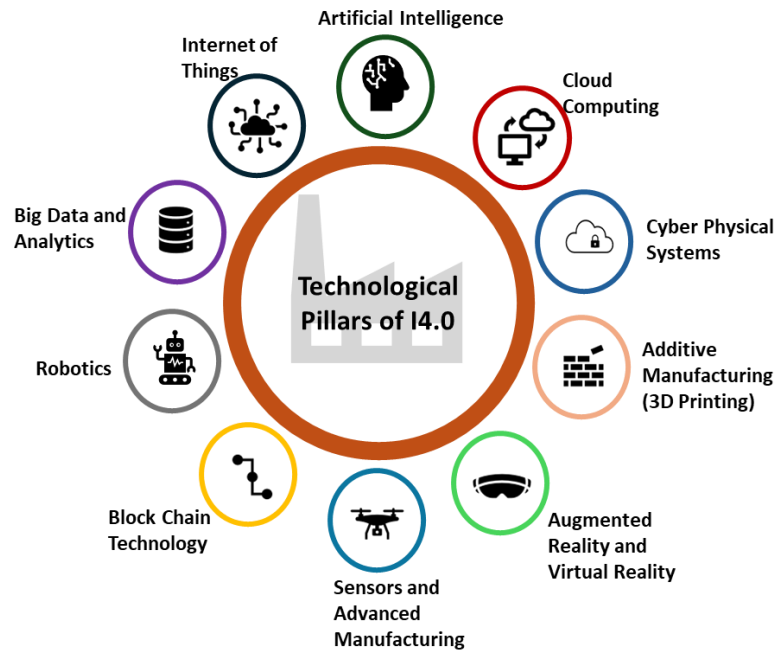 Artificial Intelligence
Internet of
Things
Cloud
Computing
Big Data and
Analytics
Cyber Physical
Systems
Technological
Pillars of I4.0
Robotics
Additive
Manufacturing
(3D Printing)
Block Chain
Technology
Augmented
Reality and
Virtual Reality
Sensors and
Advanced
Manufacturing